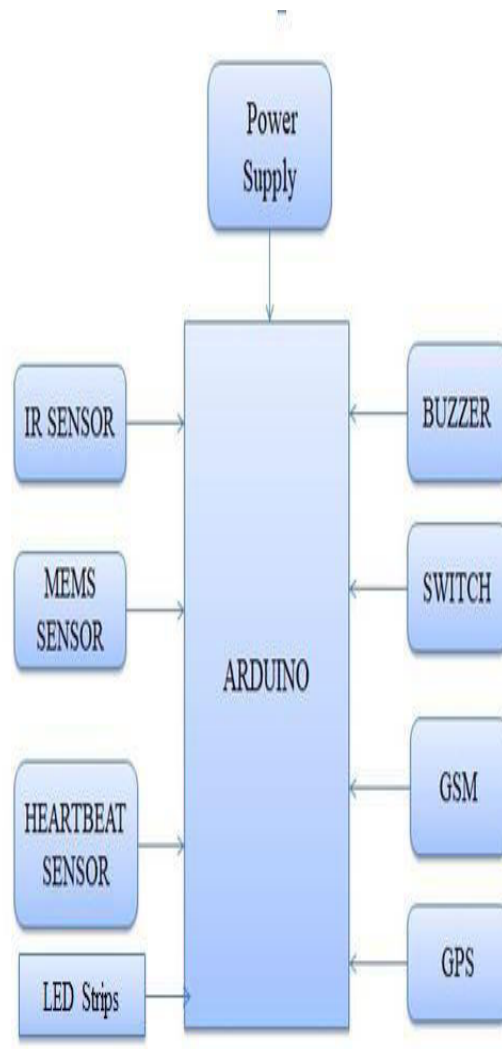 Power
Supply
IR SENSOR
BUZZER
MEMS
SENSOR
SWITCH
ARDUINO
HEARTBEAT
SENSOR
GSM
LED Strips
GPS